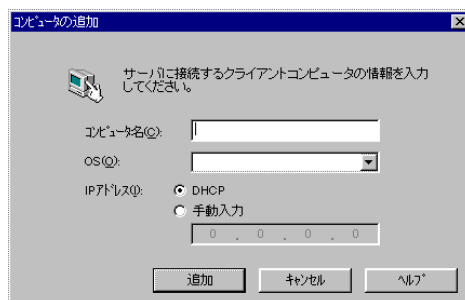 ｺﾝﾋﾟｭｰﾀの追加
サーバに接続するクライアントコンピュータの情報を入力
してください。
ｺﾝﾋﾟｭｰﾀ名(C):
OS(O):
IPｱﾄﾞﾚｽ(I):
DHCP
手動入力
0 . 0 . 0 . 0
追加 ｷｬﾝｾﾙ ﾍﾙﾌﾟ